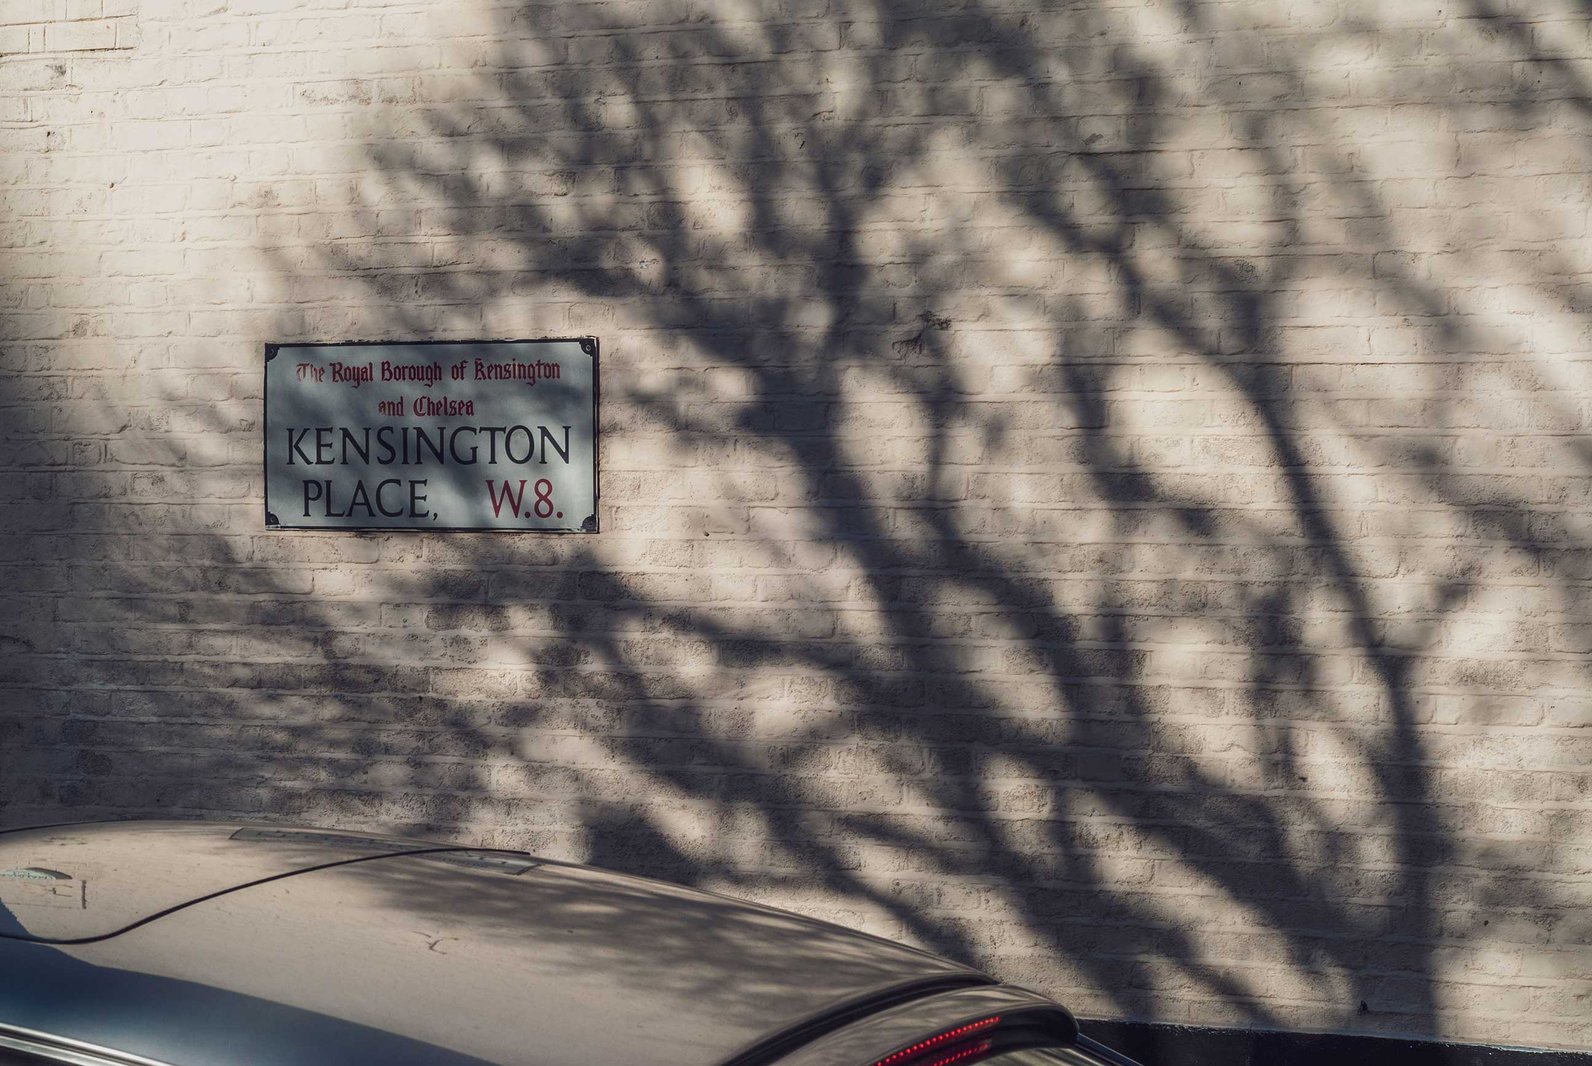 The Royal Borough of Kensington
and Chelsea
KENSINGTON
PLACE, W.8.